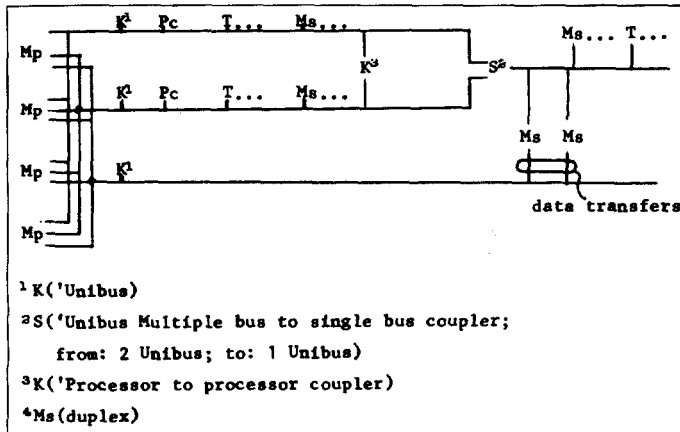 K¹ Pc T... Ms... Ms... T...
Mp K³ S²
K¹ Pc T... Ms...
Mp
Ms Ms
Mp K¹
data transfers
Mp
¹K('Unibus)
²S('Unibus Multiple bus to single bus coupler;
from: 2 Unibus; to: 1 Unibus)
³K('Processor to processor coupler)
⁴Ms(duplex)